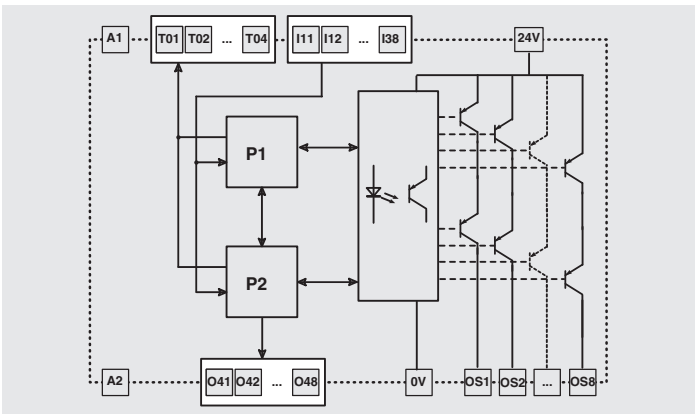 A1 T01 T02 ... T04 I11 I12 ... I38 24V
P1
P2
A2 O41 O42 ... O48 0V OS1 OS2 ... OS8